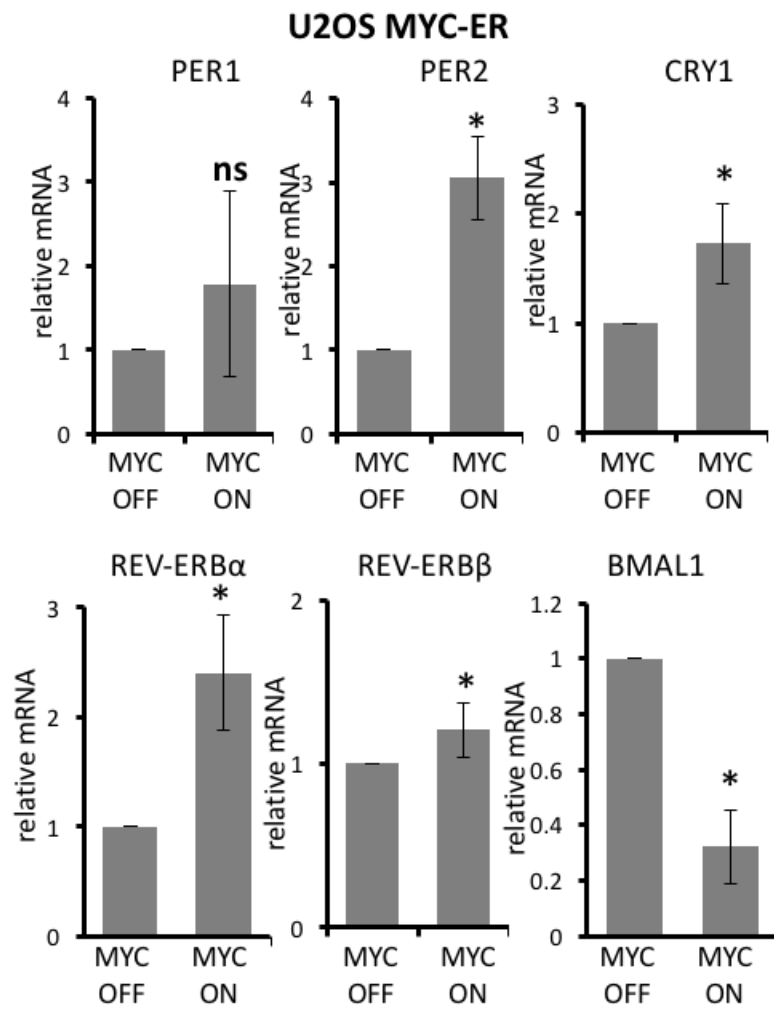 U2OS MYC-ER
PER1
PER2
CRY1
relative mRNA
4
3
2
1
0
ns
MYC OFF
MYC ON
relative mRNA
4
3
2
1
0
*
MYC OFF
MYC ON
relative mRNA
3
2
1
0
*
MYC OFF
MYC ON
REV-ERBα
REV-ERBβ
BMAL1
relative mRNA
3
2
1
0
*
MYC OFF
MYC ON
relative mRNA
2
1
0
*
MYC OFF
MYC ON
relative mRNA
1.2
1
0.8
0.6
0.4
0.2
0
*
MYC OFF
MYC ON